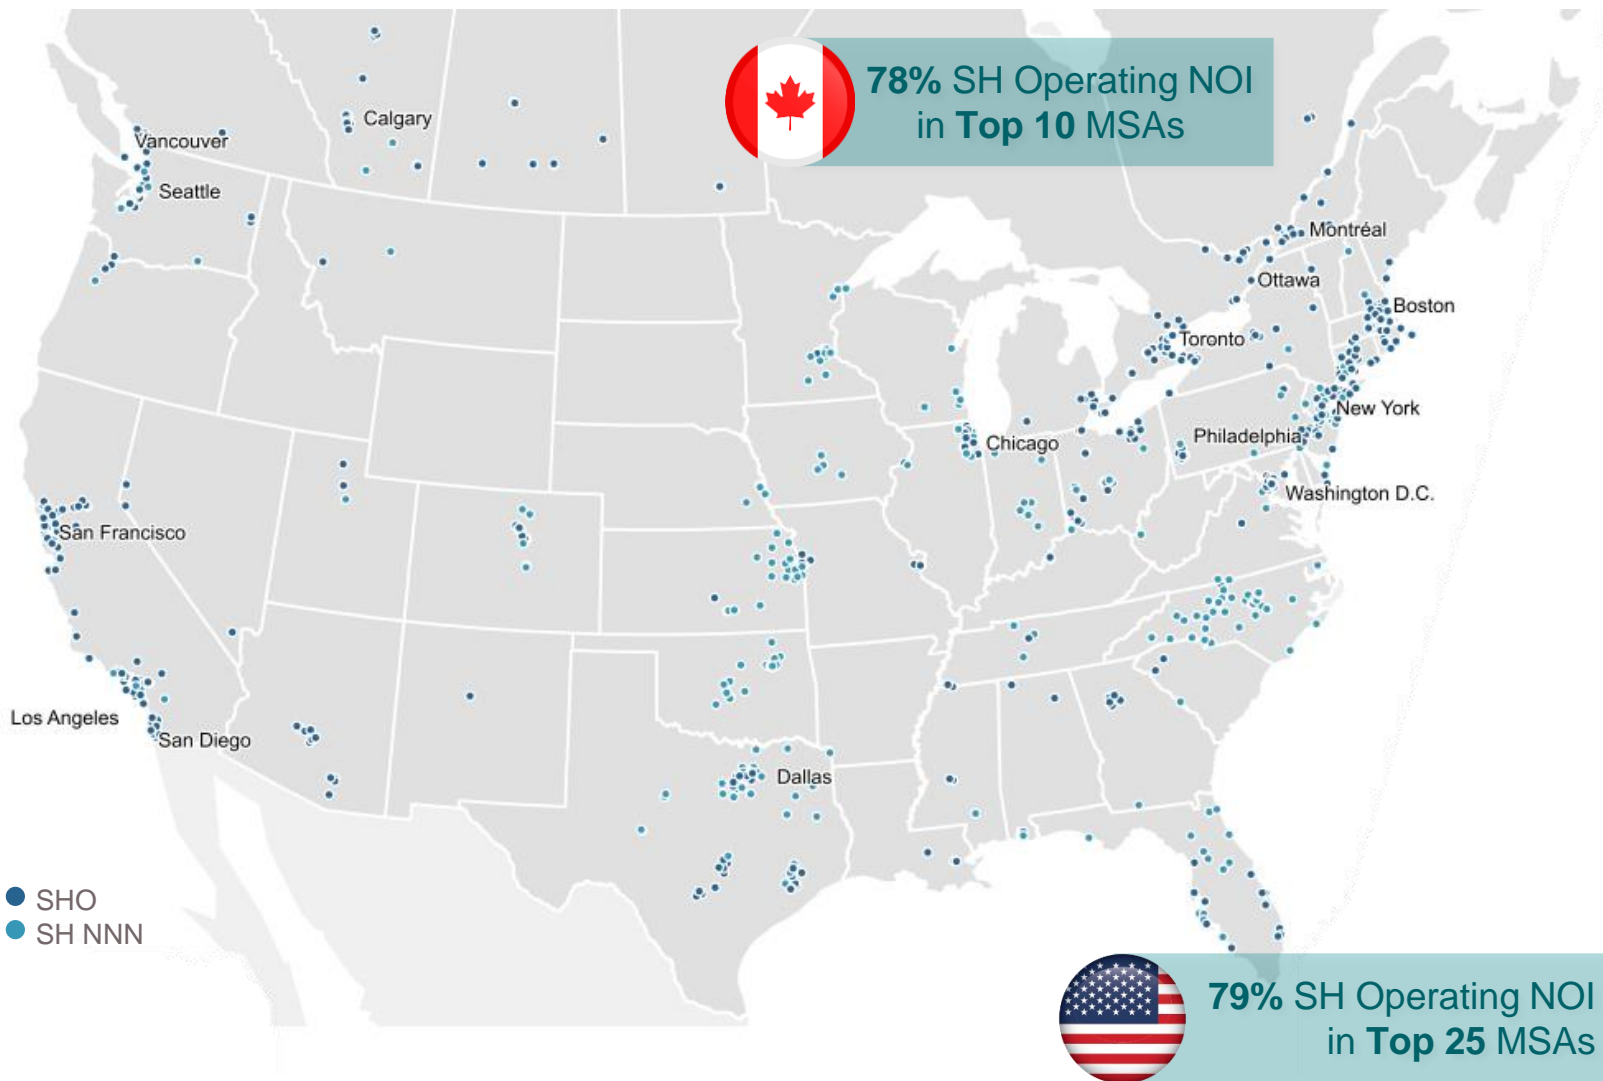 78% SH Operating NOI
in Top 10 MSAs
Calgary
Vancouver
Seattle
Montréal
Ottawa
Boston
Toronto
New York
Philadelphia
Chicago
Washington D.C.
San Francisco
Los Angeles
San Diego
Dallas
SHO
SH NNN
79% SH Operating NOI
in Top 25 MSAs